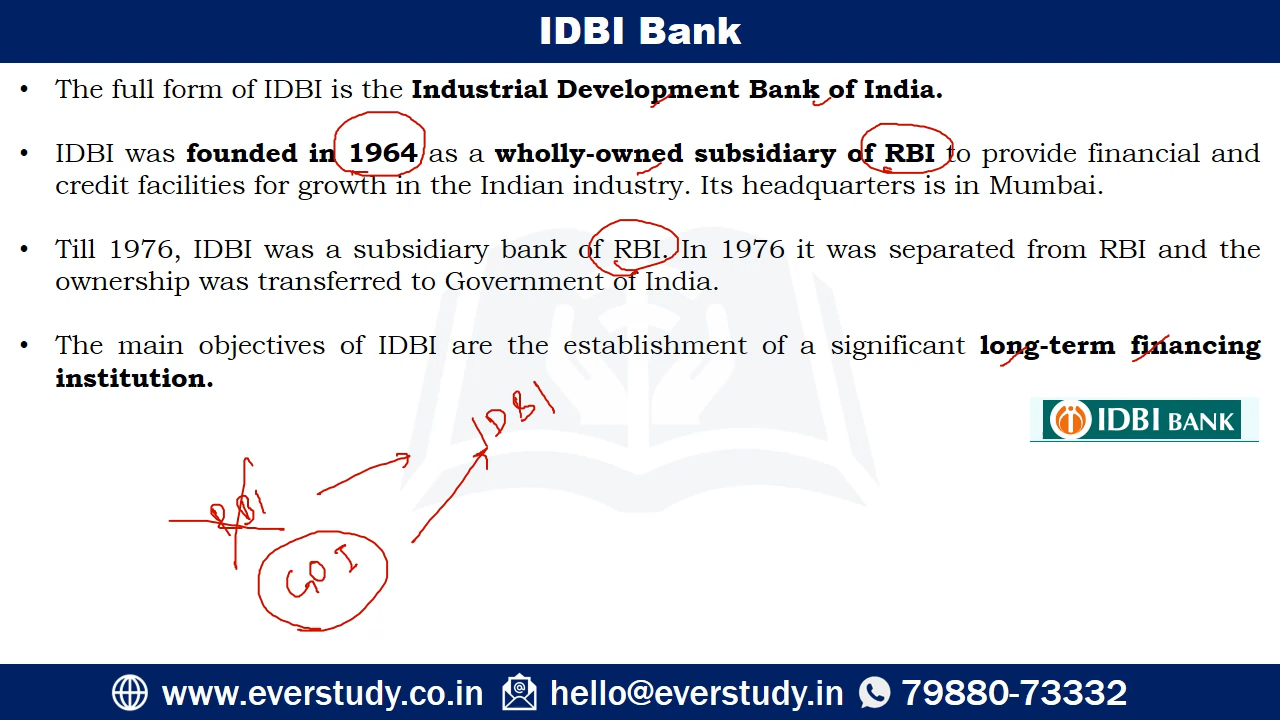 IDBI Bank
• The full form of IDBI is the Industrial Development Bank of India.
• IDBI was founded in 1964 as a wholly-owned subsidiary of RBI to provide financial and
credit facilities for growth in the Indian industry. Its headquarters is in Mumbai.
• Till 1976, IDBI was a subsidiary bank of RBI. In 1976 it was separated from RBI and the
ownership was transferred to Government of India.
• The main objectives of IDBI are the establishment of a significant long-term financing
institution.
IDBI
IDBI BANK
RBI
GOI
www.everstudy.co.in hello@everstudy.in 79880-73332